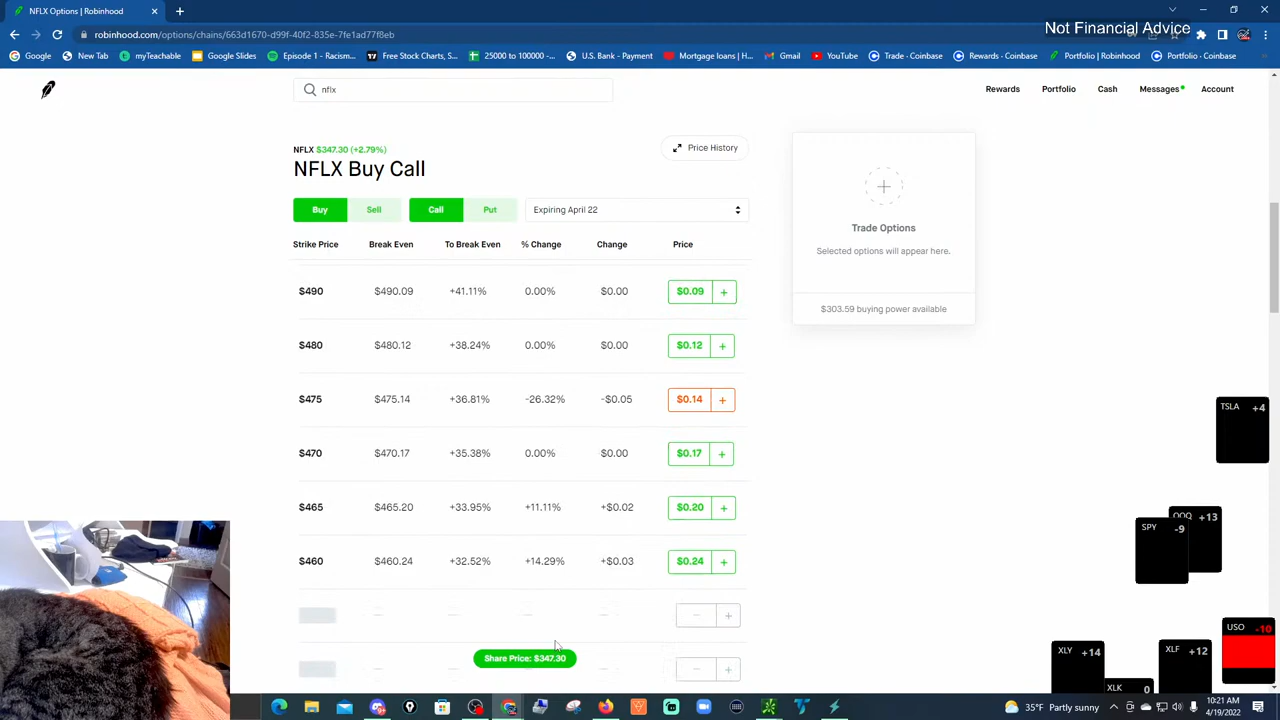 NFLX Options | Robinhood
Not Financial Advice
robinhood.com/options/chains/663d1670-d99d-40f2-835e-7fe1ad77f8eb
Google
New Tab
myTeachable
Google Slides
Episode 1 - Racism...
Free Stock Charts, S...
25000 to 100000 -...
U.S. Bank - Payment
Mortgage loans | H...
Gmail
YouTube
Trade - Coinbase
Rewards - Coinbase
Portfolio | Robinhood
Portfolio - Coinbase
nflx
Rewards
Portfolio
Cash
Messages
Account
NFLX $347.30 (+2.79%)
NFLX Buy Call
Price History
Buy
Sell
Call
Put
Expiring April 22
Strike Price Break Even To Break Even % Change Change Price
$490 $490.09 +41.11% 0.00% $0.00 $0.09 +
$480 $480.12 +38.24% 0.00% $0.00 $0.12 +
$475 $475.14 +36.81% -26.32% -$0.05 $0.14 +
$470 $470.17 +35.38% 0.00% $0.00 $0.17 +
$465 $465.20 +33.95% +11.11% +$0.02 $0.20 +
$460 $460.24 +32.52% +14.29% +$0.03 $0.24 +
Share Price: $347.30
Trade Options
Selected options will appear here.
$303.59 buying power available
TSLA +4
QQQ +13
SPY -9
USO -10
XLY +14
XLF +12
XLK 0
35°F Partly sunny
10:21 AM
4/19/2022